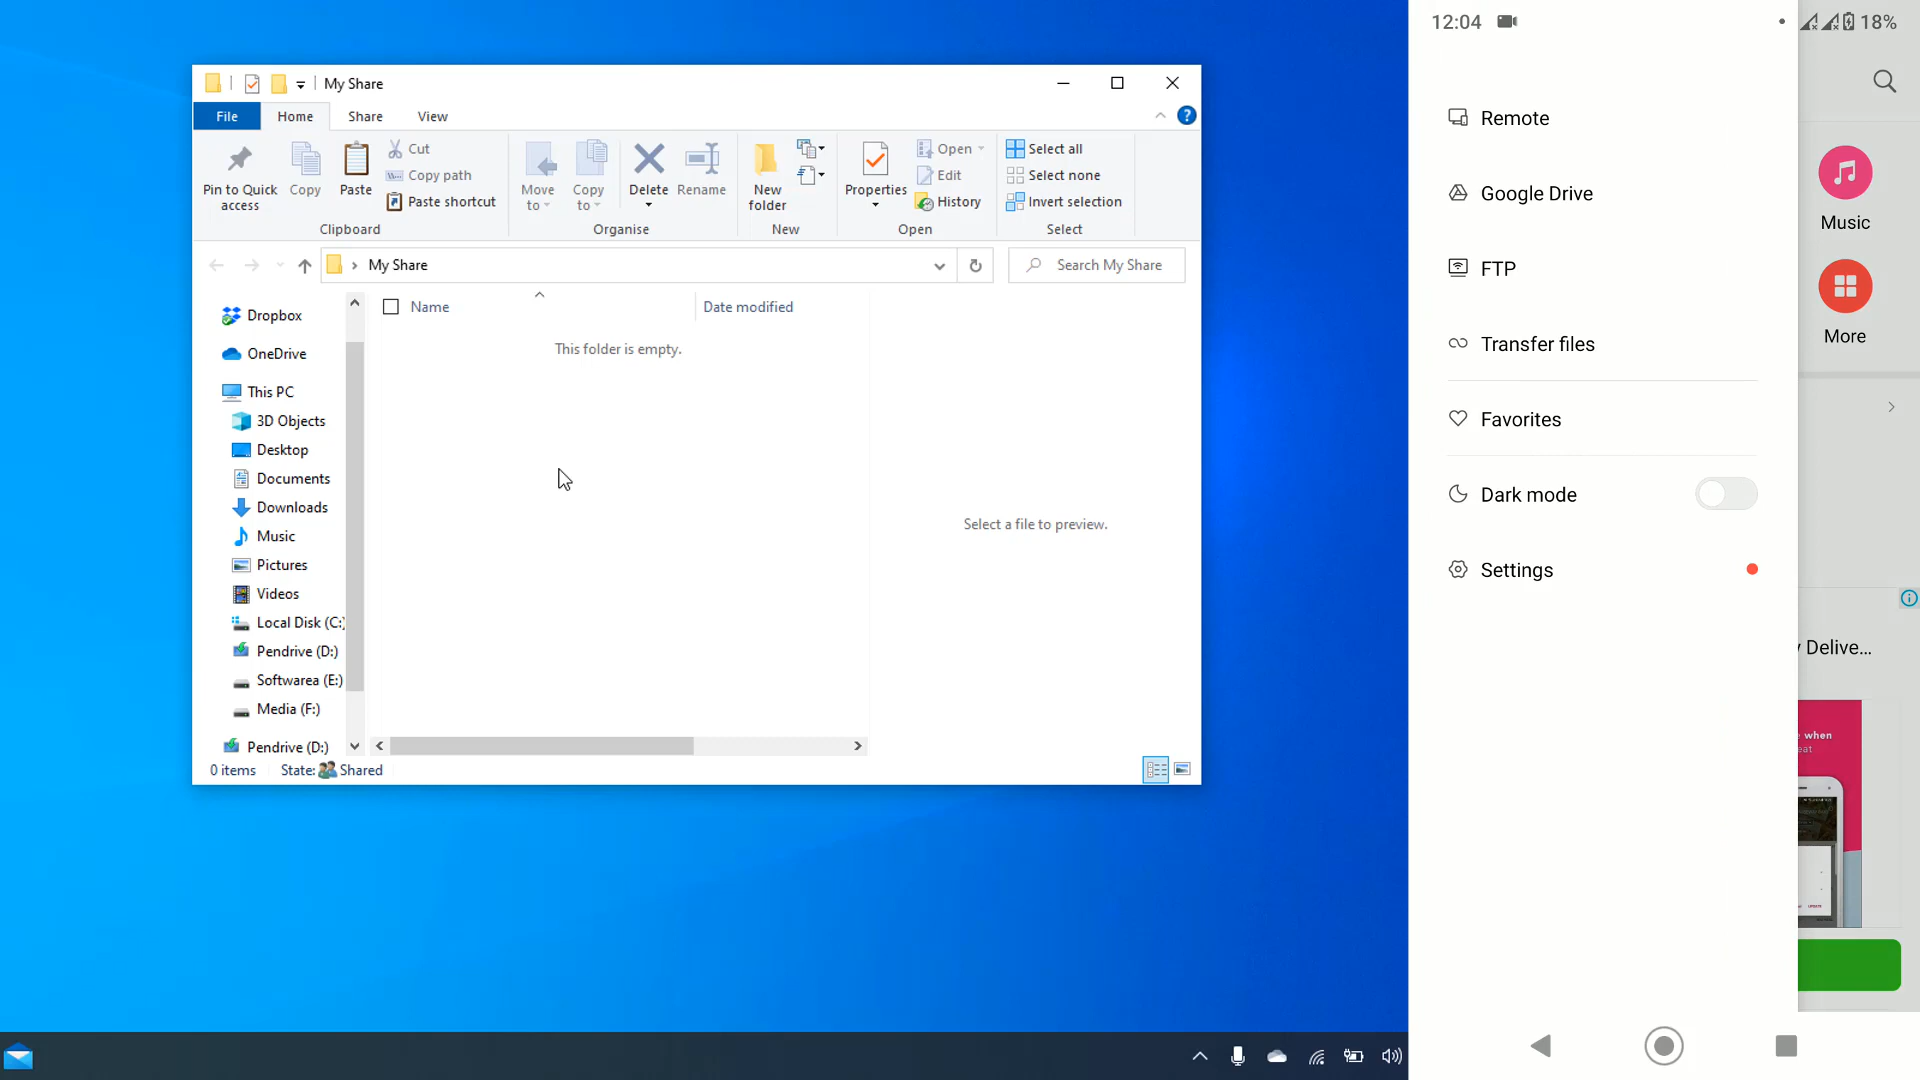 My Share
File Home Share View
Pin to Quick access
Copy
Paste
Cut
Copy path
Paste shortcut
Clipboard
Move to
Copy to
Delete
Rename
Organise
New folder
New
Properties
Open
Edit
History
Open
Select all
Select none
Invert selection
Select
My Share
Search My Share
Dropbox
OneDrive
This PC
3D Objects
Desktop
Documents
Downloads
Music
Pictures
Videos
Local Disk (C:)
Pendrive (D:)
Softwarea (E:)
Media (F:)
Pendrive (D:)
Name Date modified
This folder is empty.
Select a file to preview.
0 items State: Shared
12:04 18%
Remote
Google Drive
FTP
Transfer files
Favorites
Dark mode
Settings
Music
More
Delive...
when